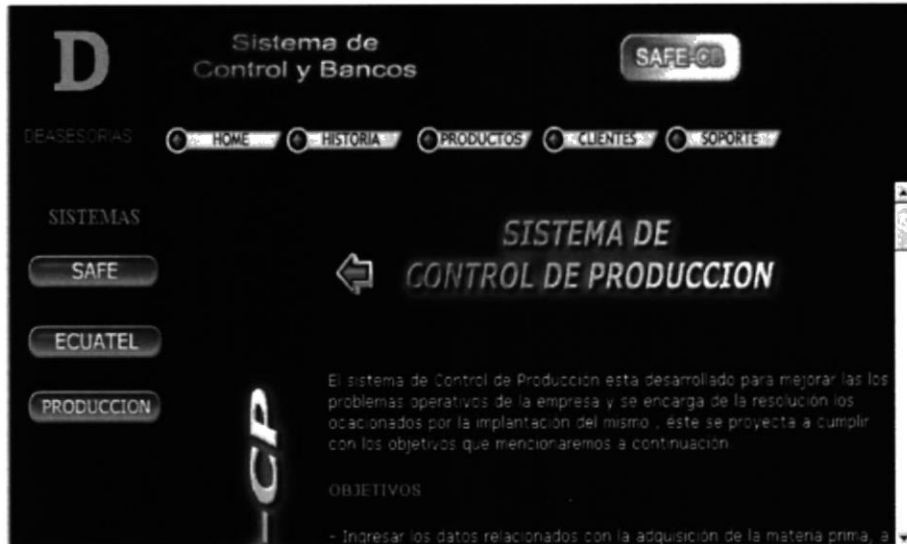 D
Sistema de
Control y Bancos
SAFE-CB
DEASESORIAS
HOME
HISTORIA
PRODUCTOS
CLIENTES
SOPORTE
SISTEMAS
SAFE
ECUATEL
PRODUCCION
SISTEMA DE
CONTROL DE PRODUCCION
CP
El sistema de Control de Producción esta desarrollado para mejorar las los
problemas operativos de la empresa y se encarga de la resolución los
ocacionados por la implantación del mismo , éste se proyecta a cumplir
con los objetivos que mencionaremos a continuación
OBJETIVOS
- Ingresar los datos relacionados con la adquisición de la materia prima, a